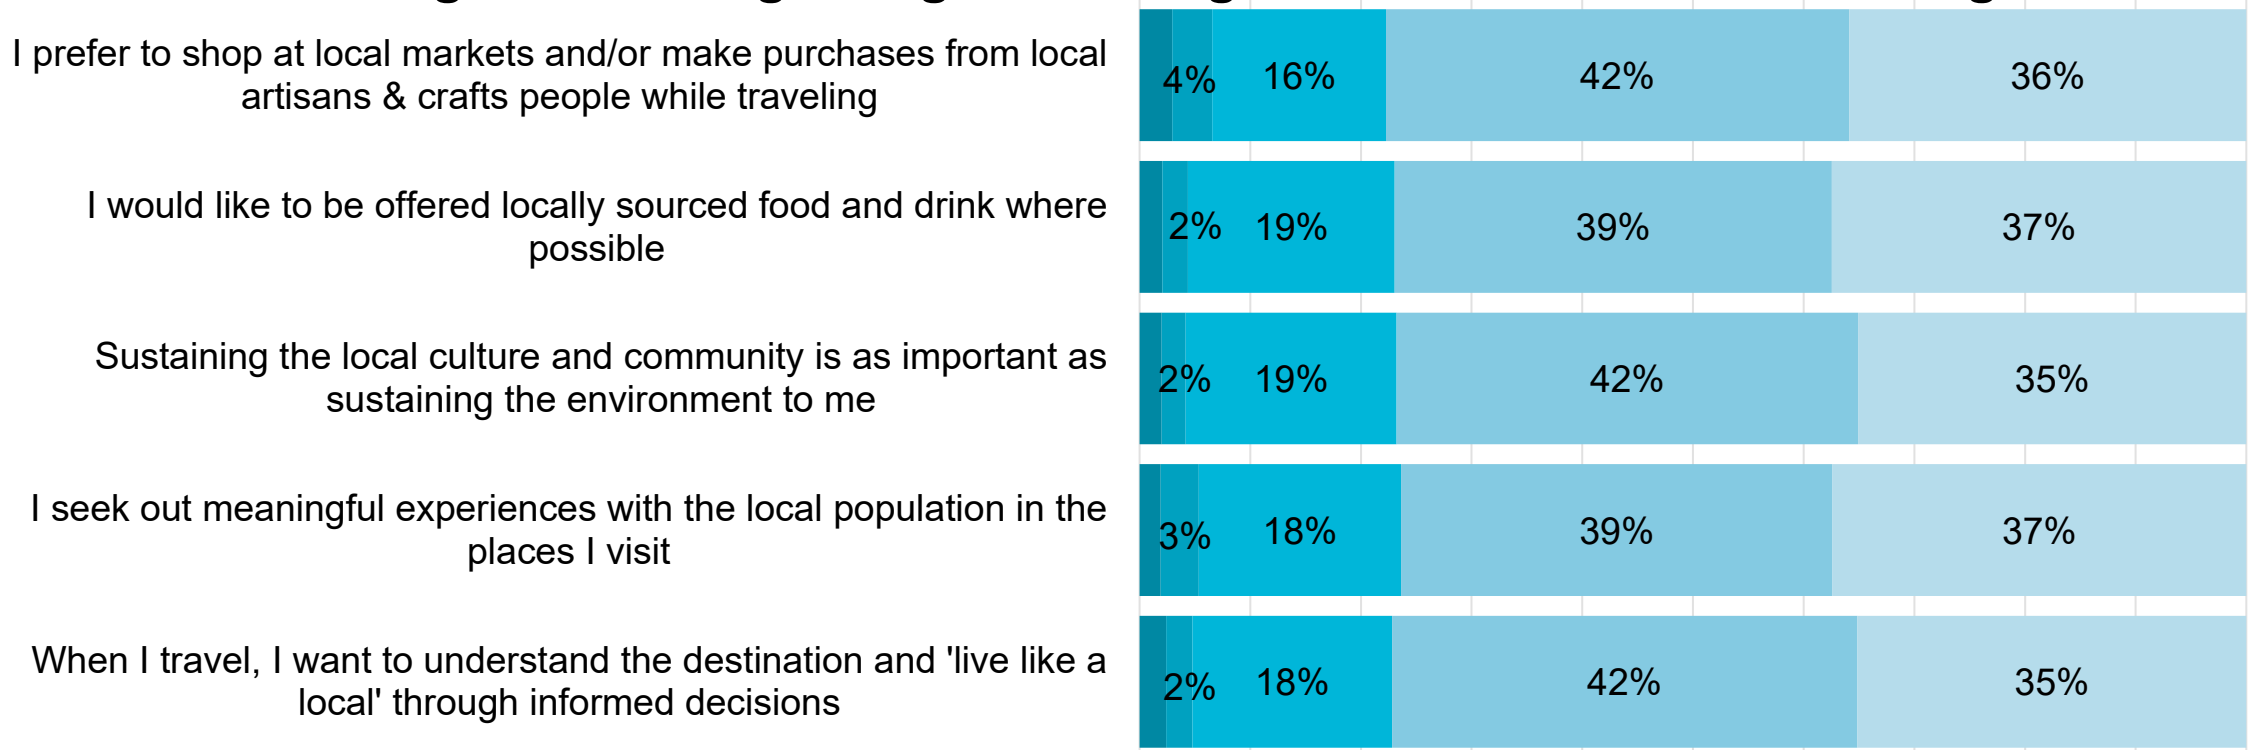 I prefer to shop at local markets and/or make purchases from local
artisans & crafts people while traveling
4% 16% 42% 36%
I would like to be offered locally sourced food and drink where
possible
2% 19% 39% 37%
Sustaining the local culture and community is as important as
sustaining the environment to me
2% 19% 42% 35%
I seek out meaningful experiences with the local population in the
places I visit
3% 18% 39% 37%
When I travel, I want to understand the destination and 'live like a
local' through informed decisions
2% 18% 42% 35%